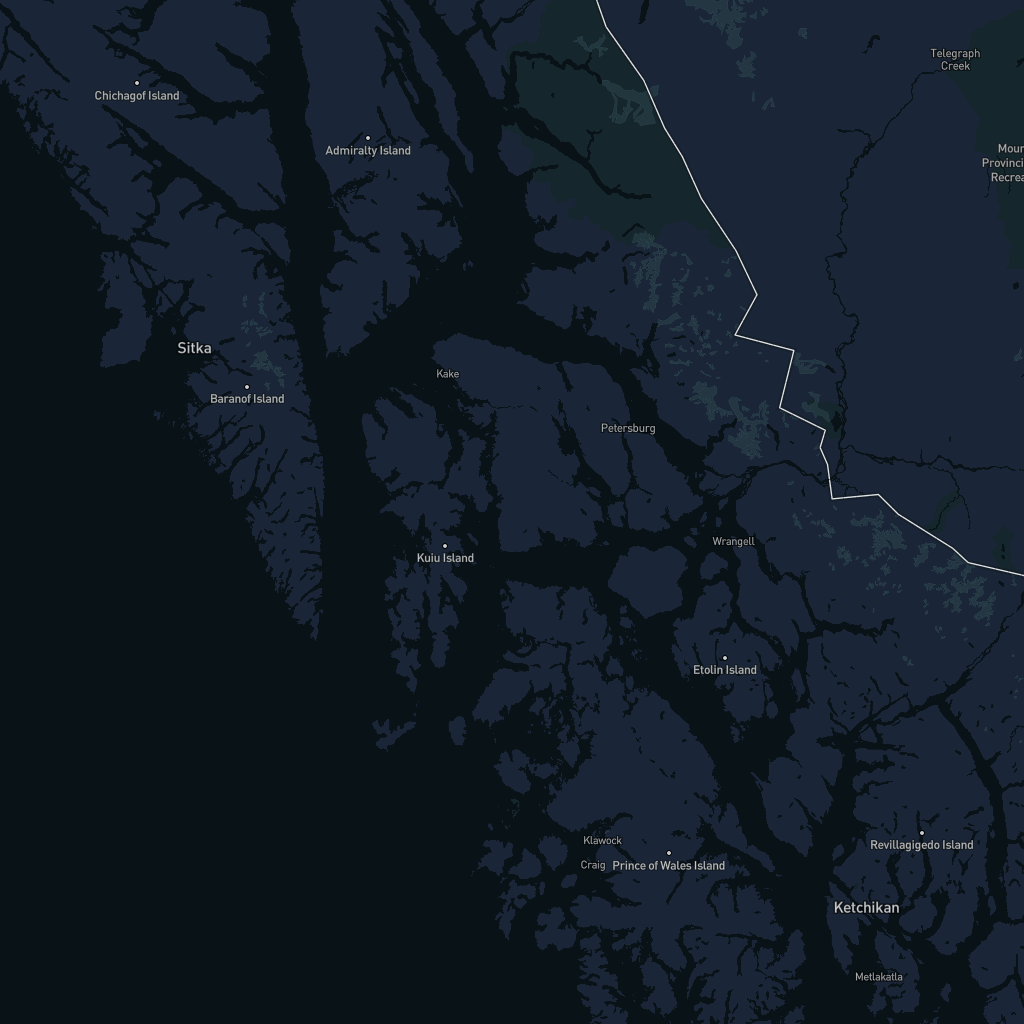 Telegraph
Creek
Chichagof Island
Admiralty Island
Moun
Provinci
Recrea
Sitka
Kake
Baranof Island
Petersburg
Wrangell
Kuiu Island
Etolin Island
Klawock
Craig
Prince of Wales Island
Revillagigedo Island
Ketchikan
Metlakatla